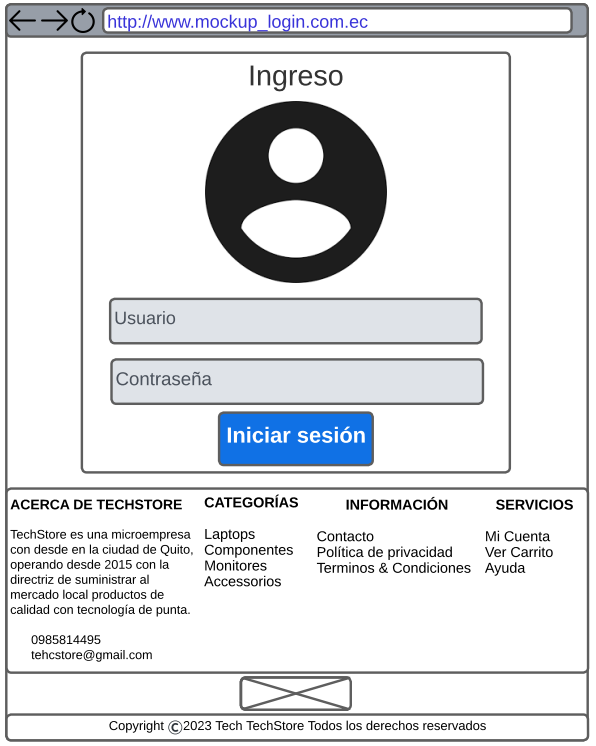 http://www.mockup_login.com.ec
Ingreso
Usuario
Contraseña
Iniciar sesión
ACERCA DE TECHSTORE
TechStore es una microempresa
con desde en la ciudad de Quito,
operando desde 2015 con la
directriz de suministrar al
mercado local productos de
calidad con tecnología de punta.
0985814495
tehcstore@gmail.com
CATEGORÍAS
Laptops
Componentes
Monitores
Accessorios
INFORMACIÓN
Contacto
Política de privacidad
Terminos & Condiciones
SERVICIOS
Mi Cuenta
Ver Carrito
Ayuda
Copyright ©2023 Tech TechStore Todos los derechos reservados